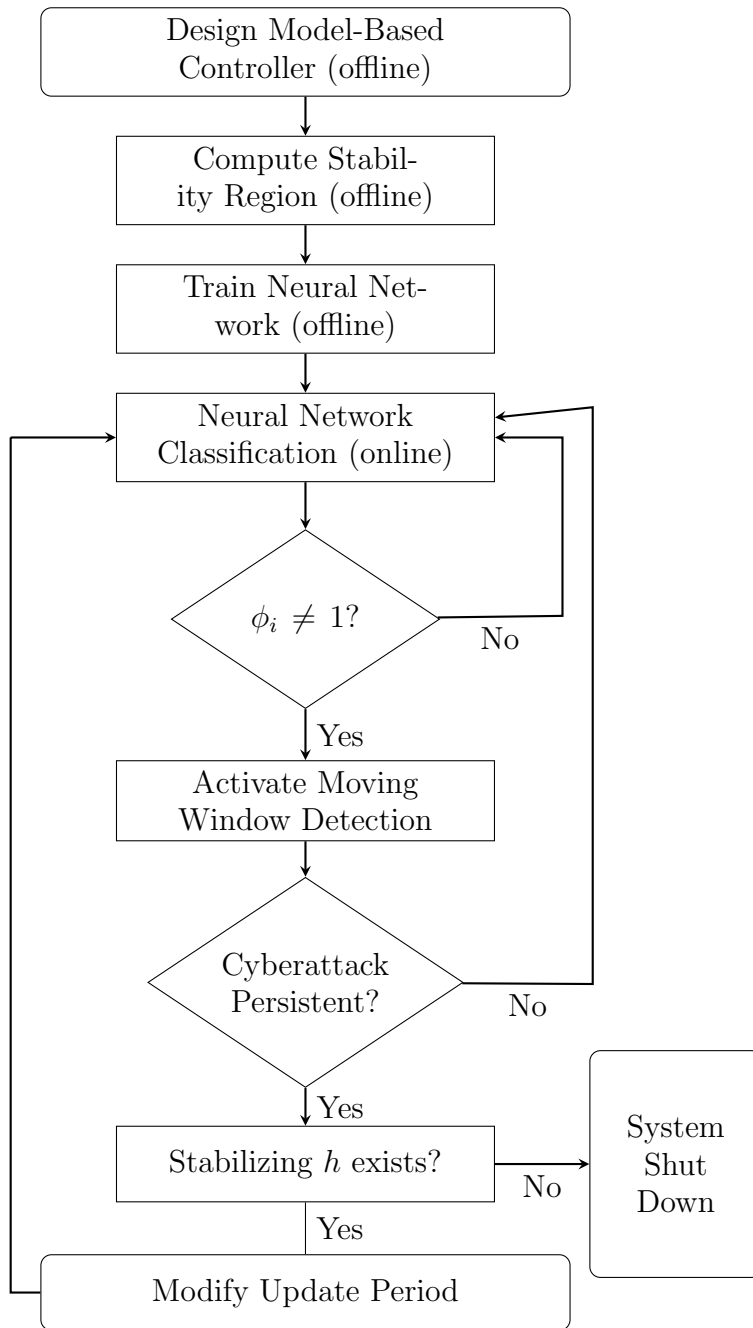 Design Model-Based
Controller (offline)
Compute Stabil-
ity Region (offline)
Train Neural Net-
work (offline)
Neural Network
Classification (online)
ϕᵢ ≠ 1?
No
Yes
Activate Moving
Window Detection
Cyberattack
Persistent?
No
Yes
Stabilizing h exists?
No
System
Shut
Down
Yes
Modify Update Period